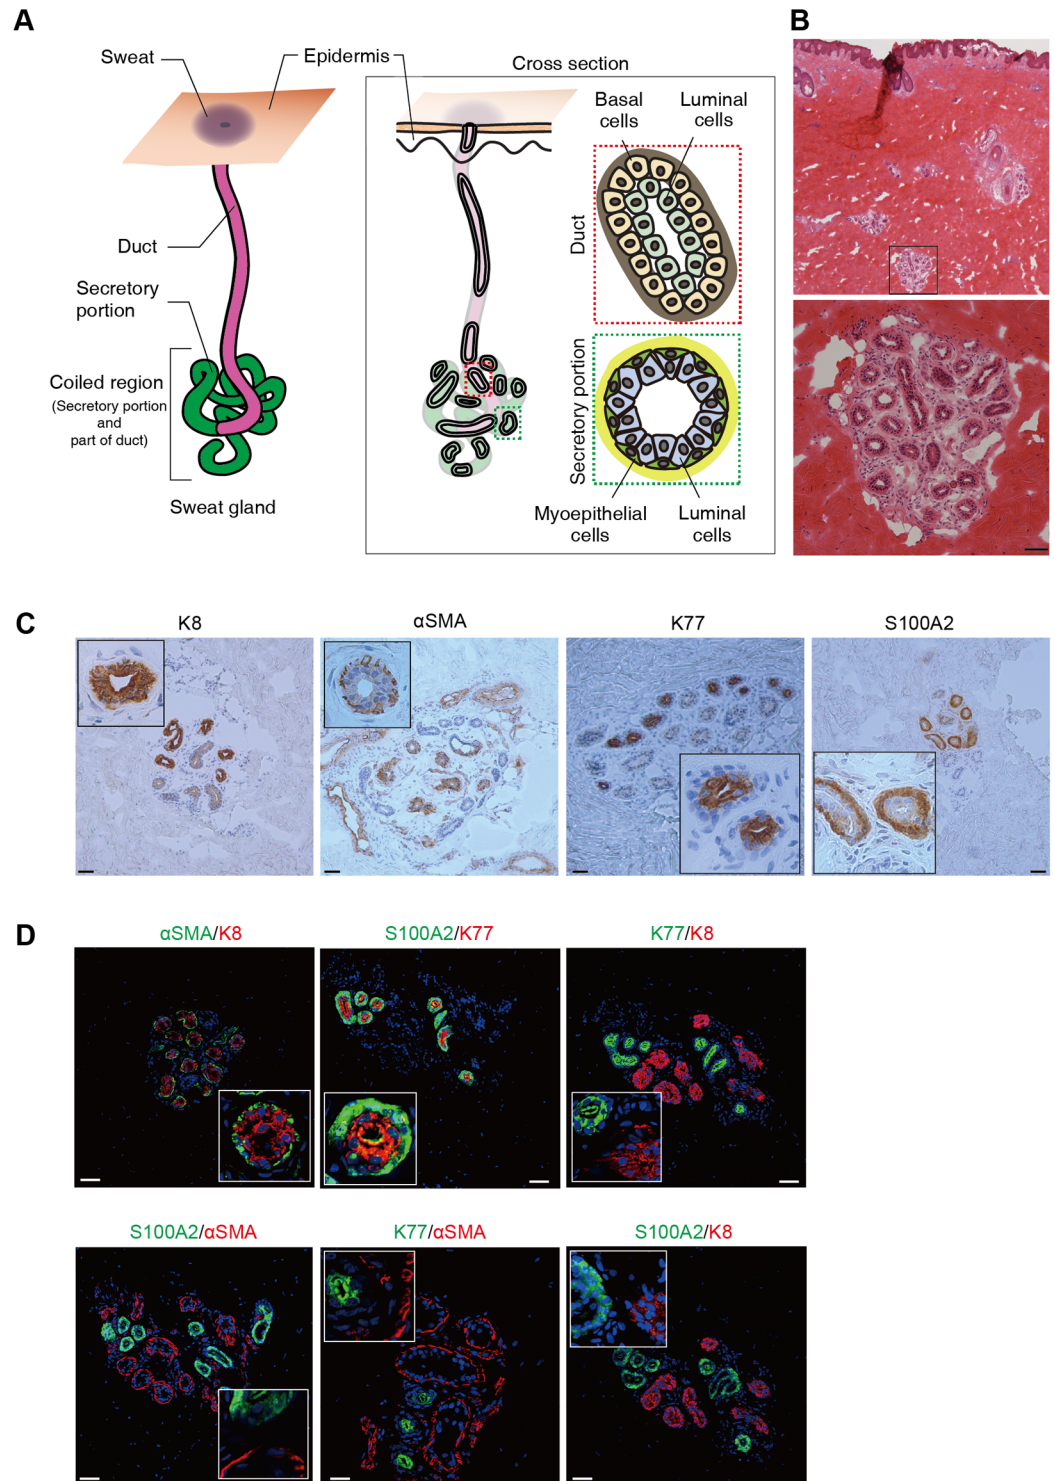 A
B
Sweat
Epidermis
Cross section
Basal
cells
Luminal
cells
Duct
Duct
Secretory
portion
Coiled region
(Secretory portion
and
part of duct)
Sweat gland
Secretory portion
Myoepithelial
cells
Luminal
cells
C
K8
αSMA
K77
S100A2
D
αSMA/K8
S100A2/K77
K77/K8
S100A2/αSMA
K77/αSMA
S100A2/K8